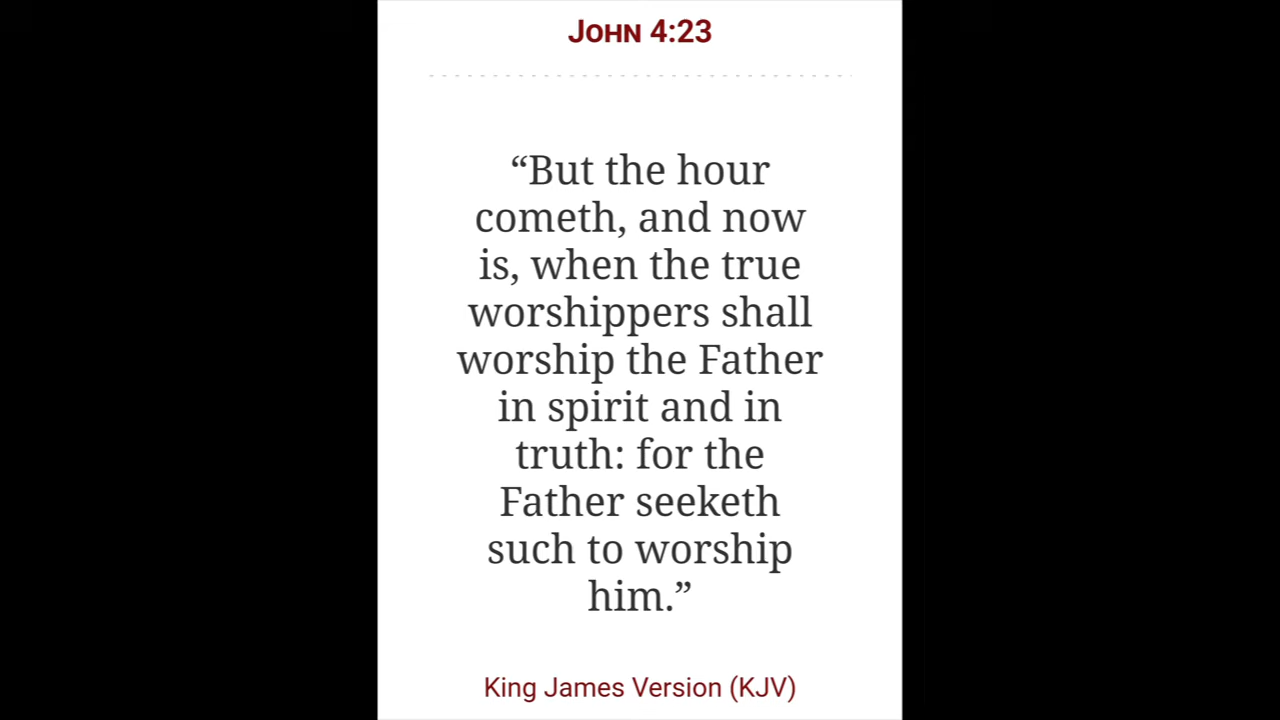 John 4:23
“But the hour
cometh, and now
is, when the true
worshippers shall
worship the Father
in spirit and in
truth: for the
Father seeketh
such to worship
him.”
King James Version (KJV)